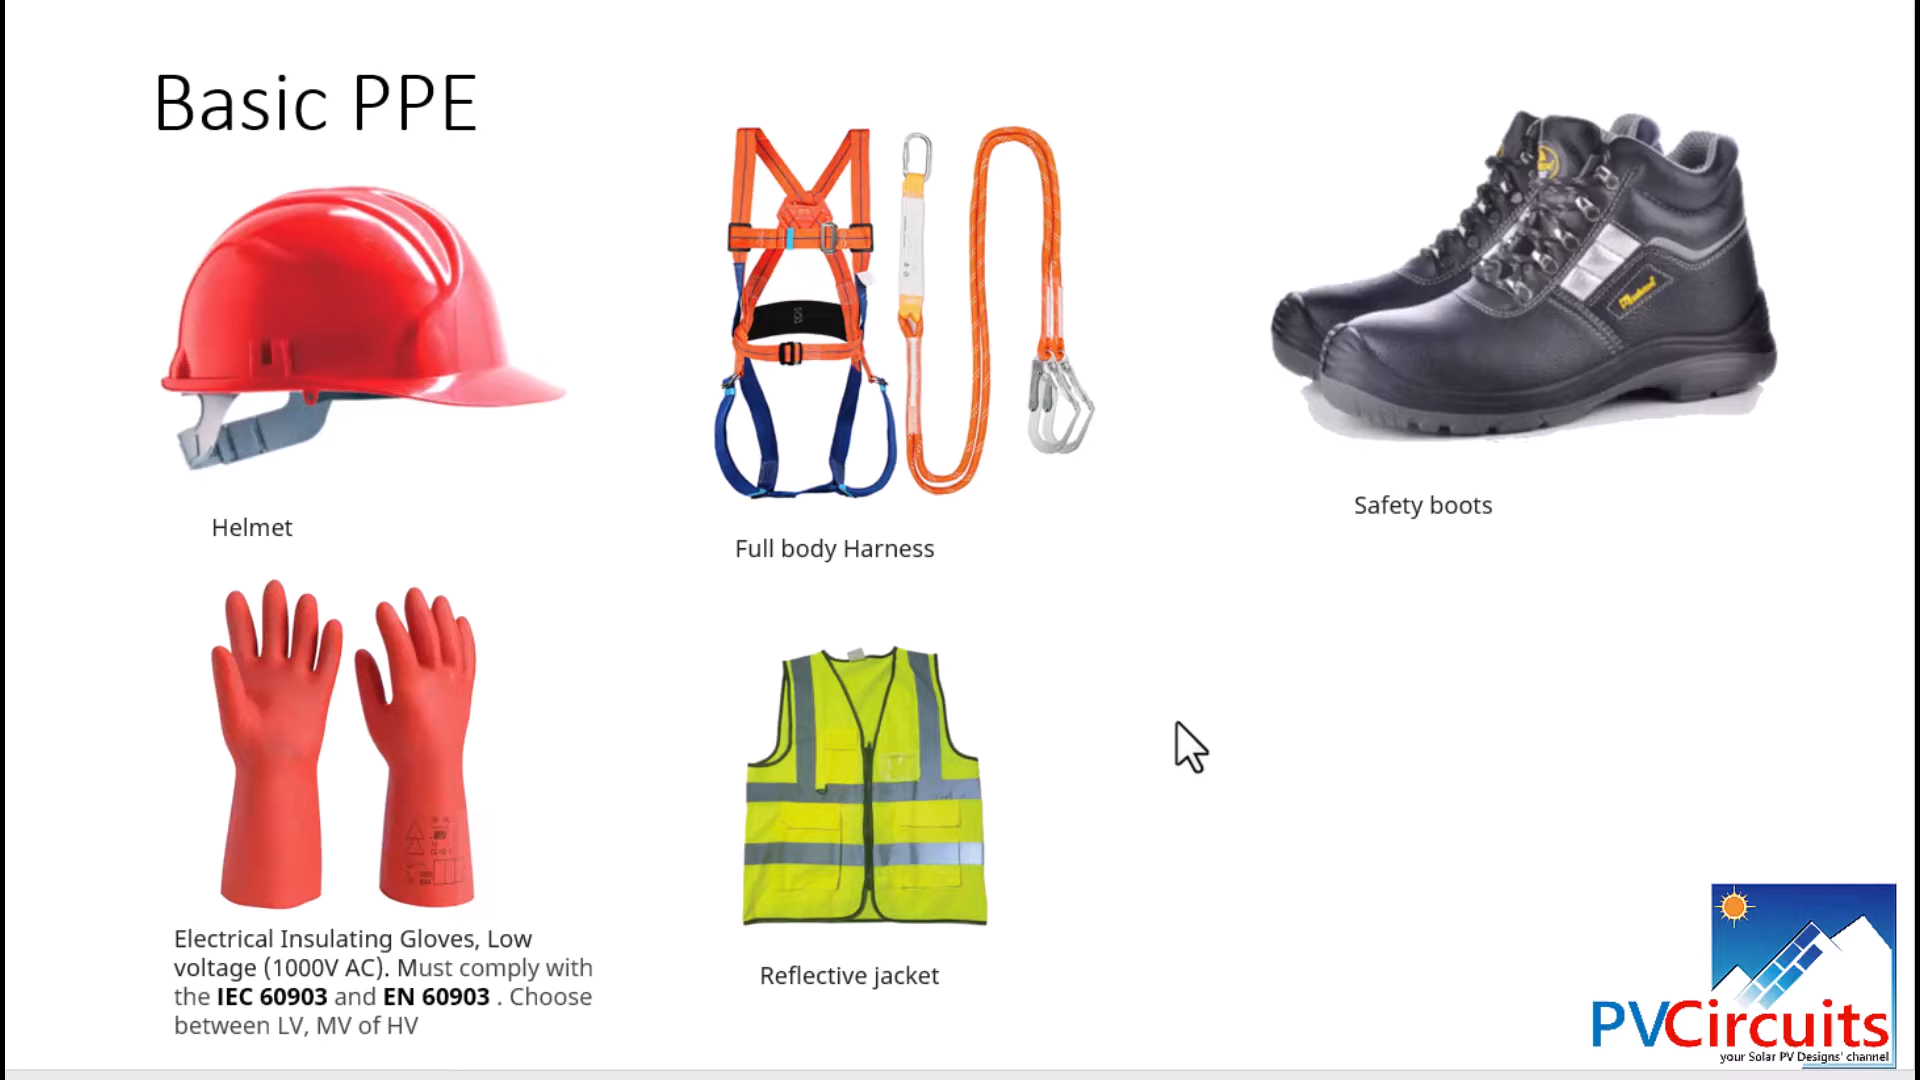 Basic PPE
Helmet
Full body Harness
Safety boots
Electrical Insulating Gloves, Low
voltage (1000V AC). Must comply with
the IEC 60903 and EN 60903 . Choose
between LV, MV of HV
Reflective jacket
PVCircuits
your Solar PV Designs' channel